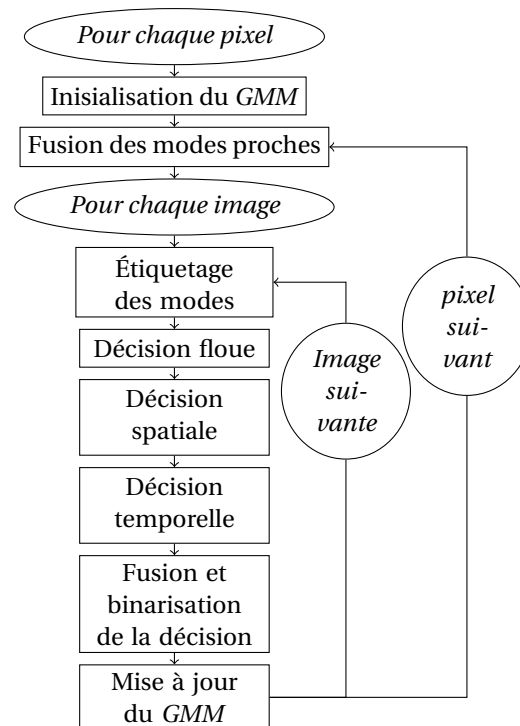 Pour chaque pixel
Inisialisation du GMM
Fusion des modes proches
Pour chaque image
Étiquetage
des modes
Décision floue
Décision
spatiale
Décision
temporelle
Fusion et
binarisation
de la décision
Mise à jour
du GMM
Image
sui-
vante
pixel
sui-
vant